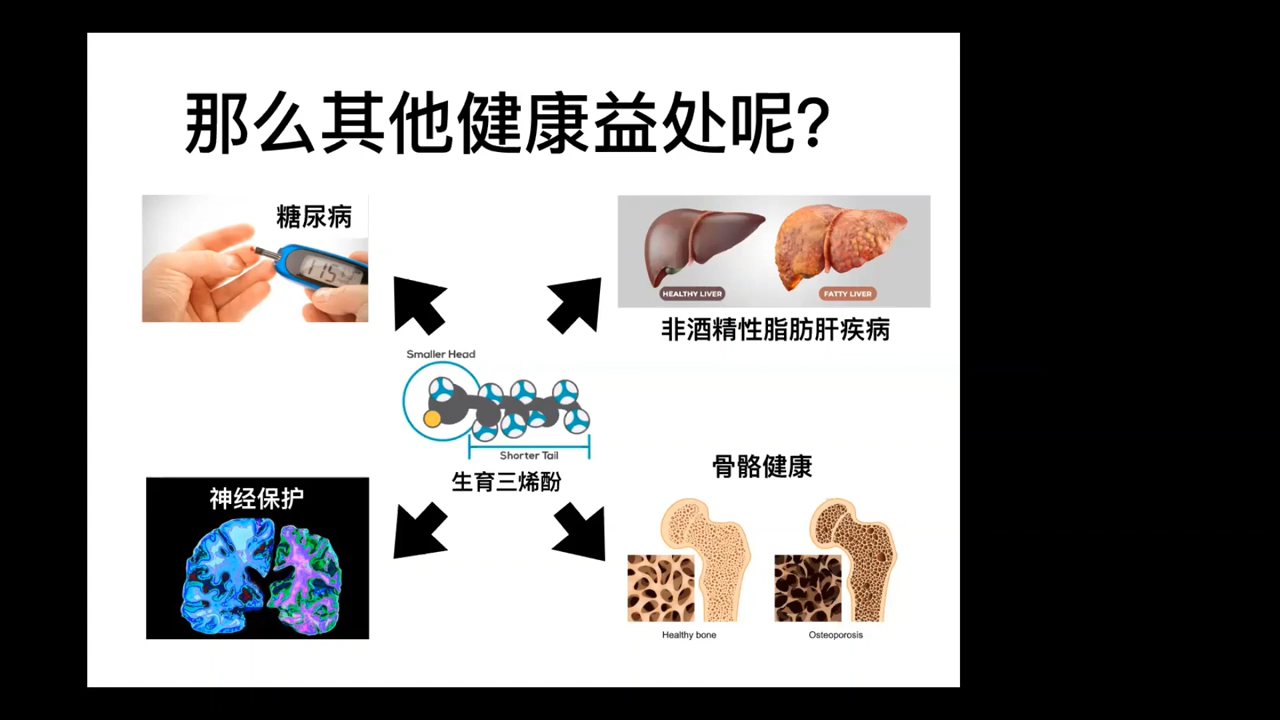 那么其他健康益处呢?
糖尿病
115
HEALTHY LIVER
FATTY LIVER
非酒精性脂肪肝疾病
Smaller Head
Shorter Tail
生育三烯酚
神经保护
骨骼健康
Healthy bone
Osteoporosis